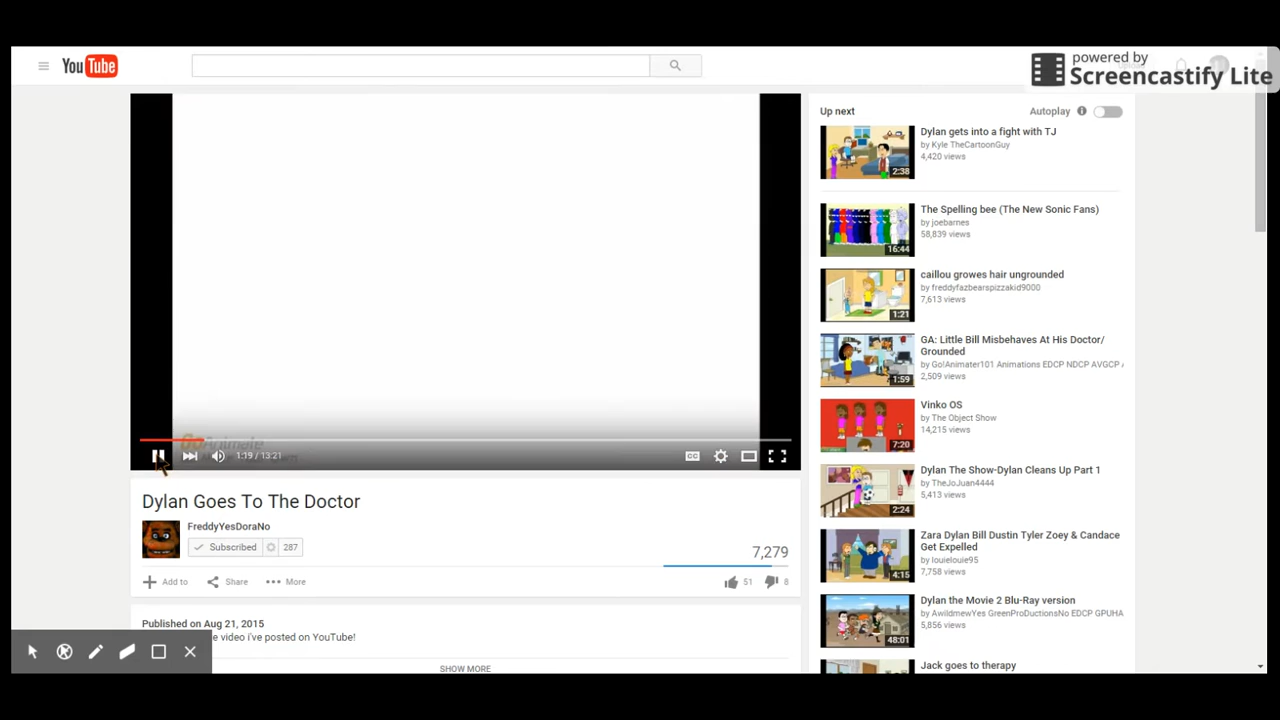 YouTube
powered by
Screencastify Lite
Up next
Autoplay
Dylan gets into a fight with TJ
by Kyle TheCartoonGuy
4,420 views
2:38
The Spelling bee (The New Sonic Fans)
by joebarnes
58,839 views
16:44
caillou growes hair ungrounded
by freddyfazbearspizzakid9000
7,613 views
1:21
GA: Little Bill Misbehaves At His Doctor/
Grounded
by Go!Animater101 Animations EDCP NDCP AVGCP
2,509 views
1:59
Vinko OS
by The Object Show
14,215 views
7:20
Dylan The Show-Dylan Cleans Up Part 1
by TheJoJuan4444
5,413 views
2:24
Zara Dylan Bill Dustin Tyler Zoey & Candace
Get Expelled
by louielouie95
7,758 views
4:15
Dylan the Movie 2 Blu-Ray version
by AwildmewYes GreenProDuctionsNo EDCP GPUHA
5,856 views
48:01
Jack goes to therapy
GoAnimate
1:19 / 13:21
CC
Dylan Goes To The Doctor
FreddyYesDoraNo
Subscribed 287
7,279
Add to Share More
51 8
Published on Aug 21, 2015
e video i've posted on YouTube!
SHOW MORE